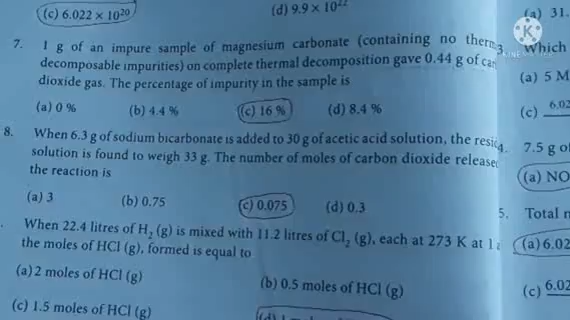 (c) 6.022 × 10²⁰
(d) 9.9 × 10²²
7. 1 g of an impure sample of magnesium carbonate (containing no
decomposable impurities) on complete thermal decomposition gave 0.44 g of
dioxide gas. The percentage of impurity in the sample is
(a) 0 % (b) 4.4 % (c) 16 % (d) 8.4 %
8. When 6.3 g of sodium bicarbonate is added to 30 g of acetic acid solution, the
solution is found to weigh 33 g. The number of moles of carbon dioxide
the reaction is
(a) 3 (b) 0.75 (c) 0.075 (d) 0.3
When 22.4 litres of H₂ (g) is mixed with 11.2 litres of Cl₂ (g), each at 273 K at 1
the moles of HCl (g), formed is equal to
(a) 2 moles of HCl (g) (b) 0.5 moles of HCl (g)
(c) 1.5 moles of HCl (g)
(a) 31.
3. Which
(a) 5 M
(c)
4. 7.5 g
(a) NO
5. Total
(a) 6.02
(c) 6.02